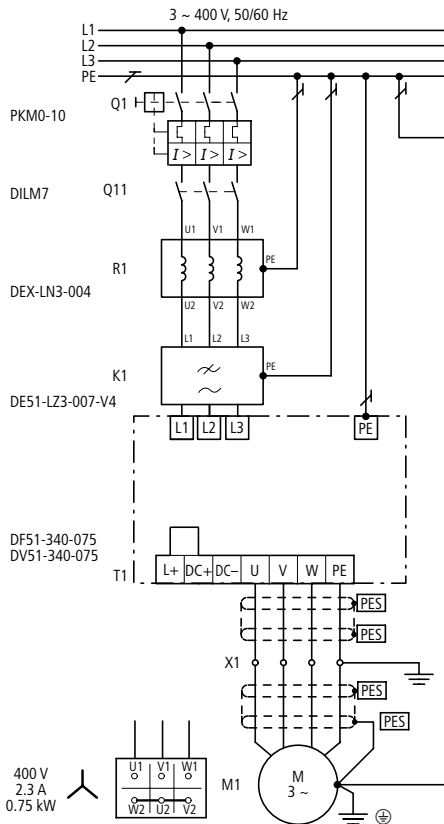 3 ~ 400 V, 50/60 Hz
L1
L2
L3
PE
PKM0-10
Q1
I > I > I >
DILM7
Q11
U1 V1 W1
R1
PE
DEX-LN3-004
U2 V2 W2
L1 L2 L3
K1
PE
DE51-LZ3-007-V4
L1 L2 L3 PE
DF51-340-075
DV51-340-075
T1
L+ DC+ DC– U V W PE
PES
PES
X1
PES
PES
400 V
2.3 A
0.75 kW
U1 V1 W1
W2 U2 V2
M1
M
3 ~